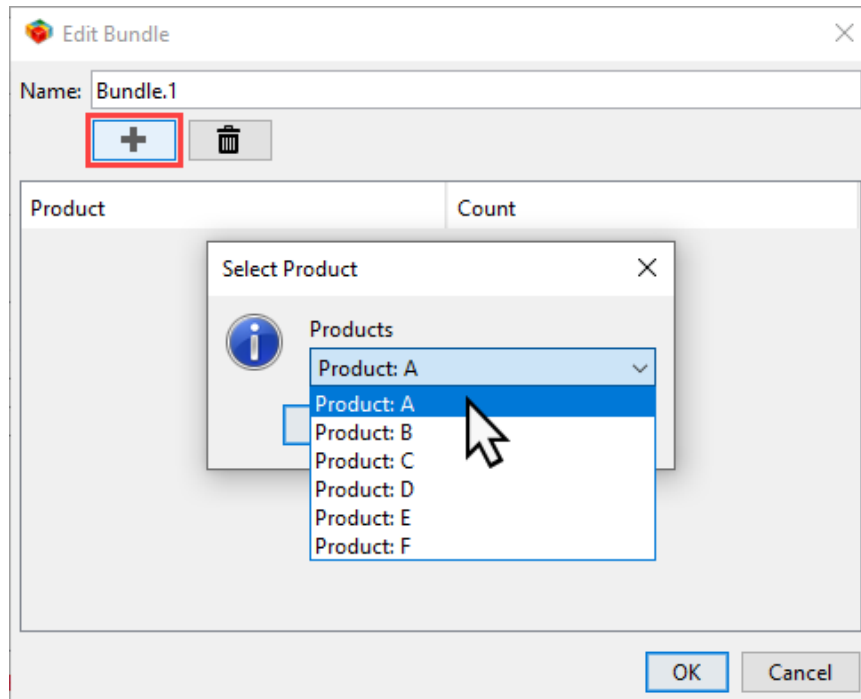 Edit Bundle
Name: Bundle.1
Product Count
Select Product
Products
Product: A
Product: A
Product: B
Product: C
Product: D
Product: E
Product: F
OK Cancel